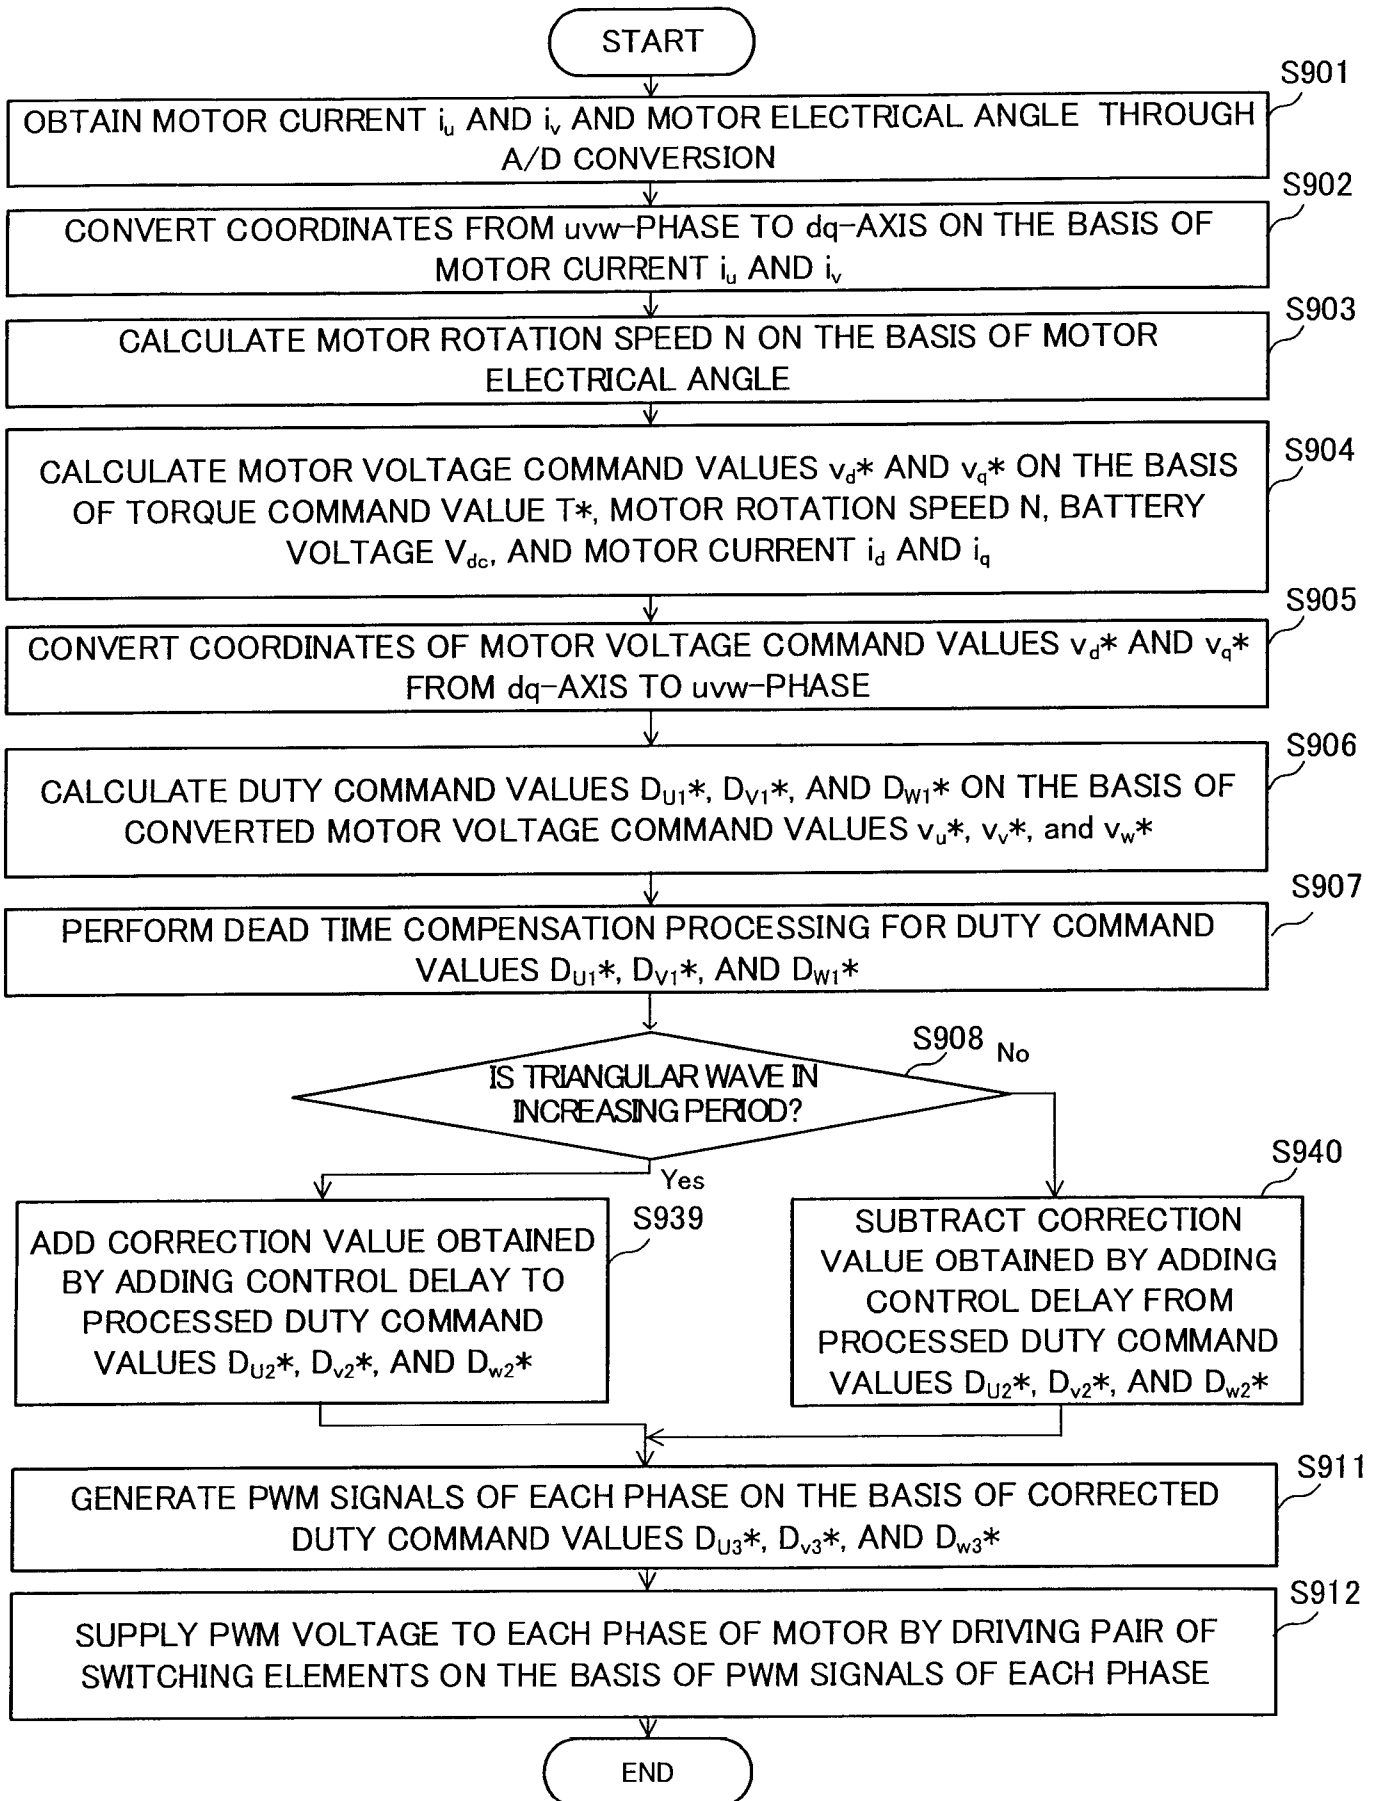 START
S901
OBTAIN MOTOR CURRENT iu AND iv AND MOTOR ELECTRICAL ANGLE THROUGH
A/D CONVERSION
S902
CONVERT COORDINATES FROM uvw-PHASE TO dq-AXIS ON THE BASIS OF
MOTOR CURRENT iu AND iv
S903
CALCULATE MOTOR ROTATION SPEED N ON THE BASIS OF MOTOR
ELECTRICAL ANGLE
S904
CALCULATE MOTOR VOLTAGE COMMAND VALUES vd* AND vq* ON THE BASIS
OF TORQUE COMMAND VALUE T*, MOTOR ROTATION SPEED N, BATTERY
VOLTAGE Vdc, AND MOTOR CURRENT id AND iq
S905
CONVERT COORDINATES OF MOTOR VOLTAGE COMMAND VALUES vd* AND vq*
FROM dq-AXIS TO uvw-PHASE
S906
CALCULATE DUTY COMMAND VALUES DU1*, DV1*, AND DW1* ON THE BASIS OF
CONVERTED MOTOR VOLTAGE COMMAND VALUES vu*, vv*, and vw*
S907
PERFORM DEAD TIME COMPENSATION PROCESSING FOR DUTY COMMAND
VALUES DU1*, DV1*, AND DW1*
S908
No
IS TRIANGULAR WAVE IN
INCREASING PERIOD?
Yes
S939
ADD CORRECTION VALUE OBTAINED
BY ADDING CONTROL DELAY TO
PROCESSED DUTY COMMAND
VALUES DU2*, Dv2*, AND Dw2*
S940
SUBTRACT CORRECTION
VALUE OBTAINED BY ADDING
CONTROL DELAY FROM
PROCESSED DUTY COMMAND
VALUES DU2*, Dv2*, AND Dw2*
S911
GENERATE PWM SIGNALS OF EACH PHASE ON THE BASIS OF CORRECTED
DUTY COMMAND VALUES DU3*, Dv3*, AND Dw3*
S912
SUPPLY PWM VOLTAGE TO EACH PHASE OF MOTOR BY DRIVING PAIR OF
SWITCHING ELEMENTS ON THE BASIS OF PWM SIGNALS OF EACH PHASE
END